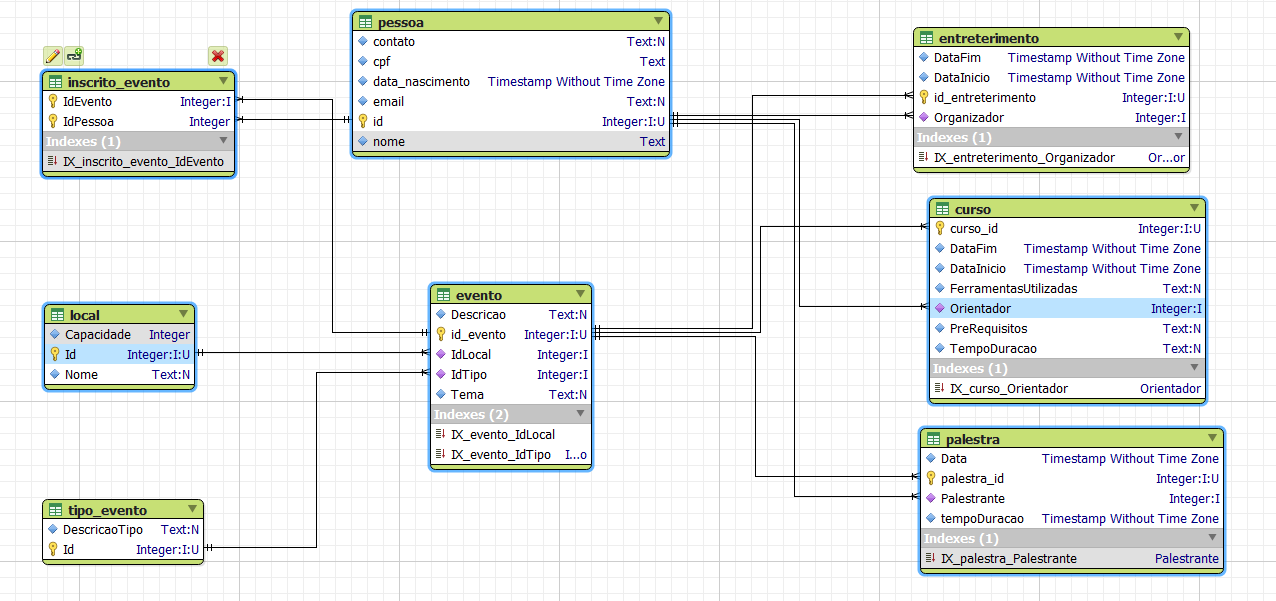 inscrito_evento
IdEvento Integer:I
IdPessoa Integer
Indexes (1)
IX_inscrito_evento_IdEvento
pessoa
contato Text:N
cpf Text
data_nascimento Timestamp Without Time Zone
email Text:N
id Integer:I:U
nome Text
entreterimento
DataFim Timestamp Without Time Zone
DataInicio Timestamp Without Time Zone
id_entreterimento Integer:I:U
Organizador Integer:I
Indexes (1)
IX_entreterimento_Organizador Or...or
curso
curso_id Integer:I:U
DataFim Timestamp Without Time Zone
DataInicio Timestamp Without Time Zone
FerramentasUtilizadas Text:N
Orientador Integer:I
PreRequisitos Text:N
TempoDuracao Text:N
Indexes (1)
IX_curso_Orientador Orientador
local
Capacidade Integer
Id Integer:I:U
Nome Text:N
evento
Descricao Text:N
id_evento Integer:I:U
IdLocal Integer:I
IdTipo Integer:I
Tema Text:N
Indexes (2)
IX_evento_IdLocal
IX_evento_IdTipo I...o
palestra
Data Timestamp Without Time Zone
palestra_id Integer:I:U
Palestrante Integer:I
tempoDuracao Timestamp Without Time Zone
Indexes (1)
IX_palestra_Palestrante Palestrante
tipo_evento
DescricaoTipo Text:N
Id Integer:I:U